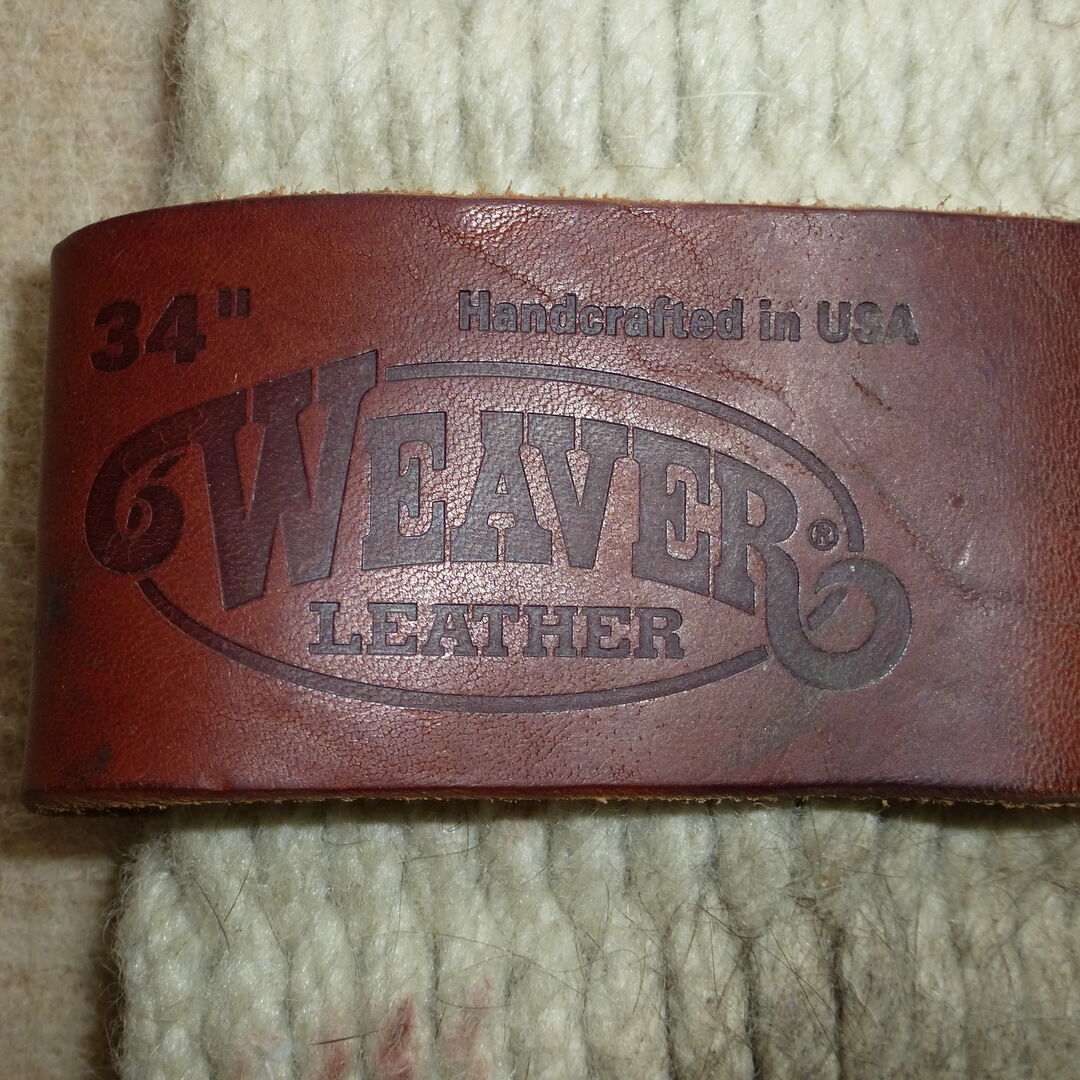 34" Handcrafted in USA
WEAVER®
LEATHER